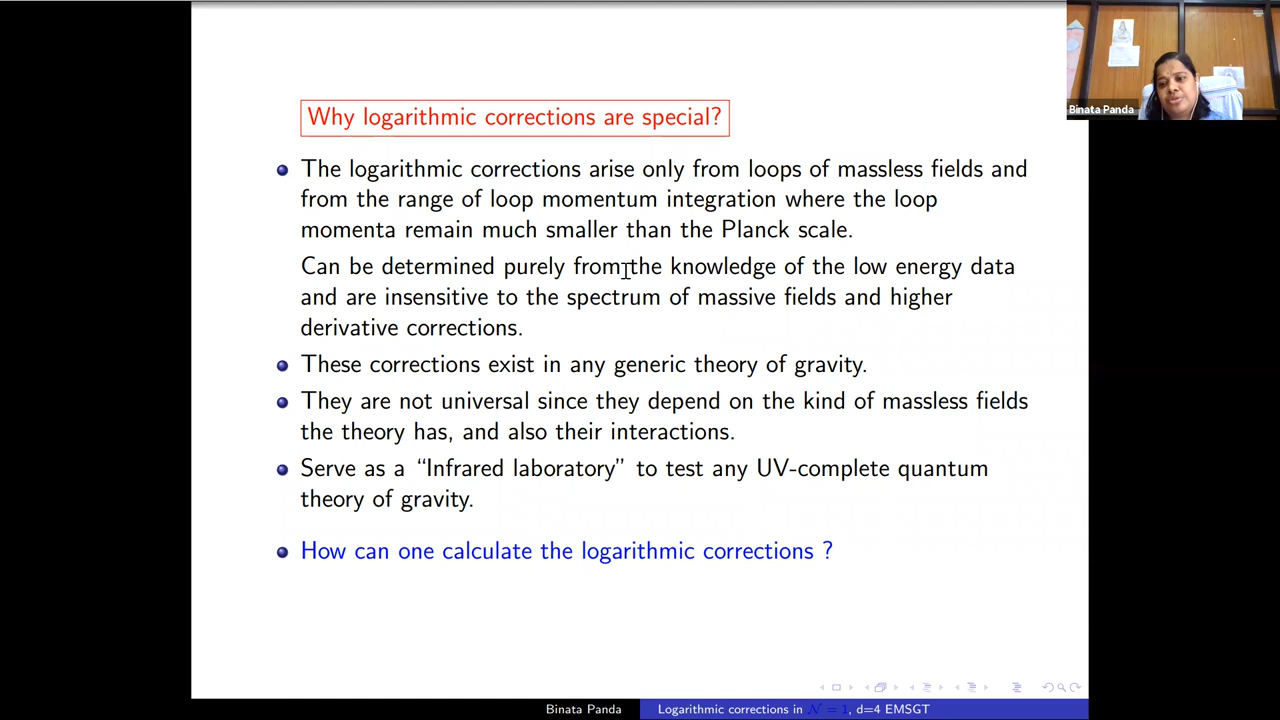 Why logarithmic corrections are special?
The logarithmic corrections arise only from loops of massless fields and
from the range of loop momentum integration where the loop
momenta remain much smaller than the Planck scale.
Can be determined purely from the knowledge of the low energy data
and are insensitive to the spectrum of massive fields and higher
derivative corrections.
These corrections exist in any generic theory of gravity.
They are not universal since they depend on the kind of massless fields
the theory has, and also their interactions.
Serve as a “Infrared laboratory” to test any UV-complete quantum
theory of gravity.
How can one calculate the logarithmic corrections ?
Binata Panda
Binata Panda
Logarithmic corrections in N = 1, d=4 EMSGT